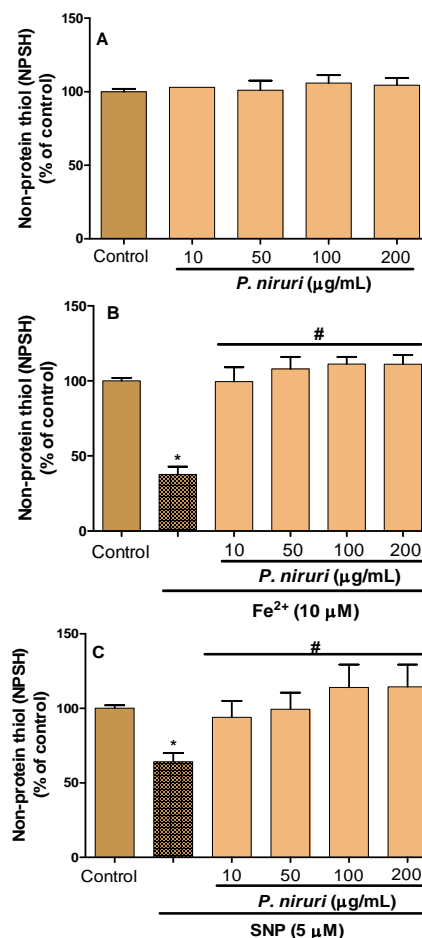 A
Non-protein thiol (NPSH)
(% of control)
150
100
50
0
Control
10
50
100
200
P. niruri (µg/mL)
B
#
Non-protein thiol (NPSH)
(% of control)
150
100
50
0
*
Control
10
50
100
200
P. niruri (µg/mL)
Fe²⁺ (10 µM)
C
#
Non-protein thiol (NPSH)
(% of control)
150
100
50
0
*
Control
10
50
100
200
P. niruri (µg/mL)
SNP (5 µM)